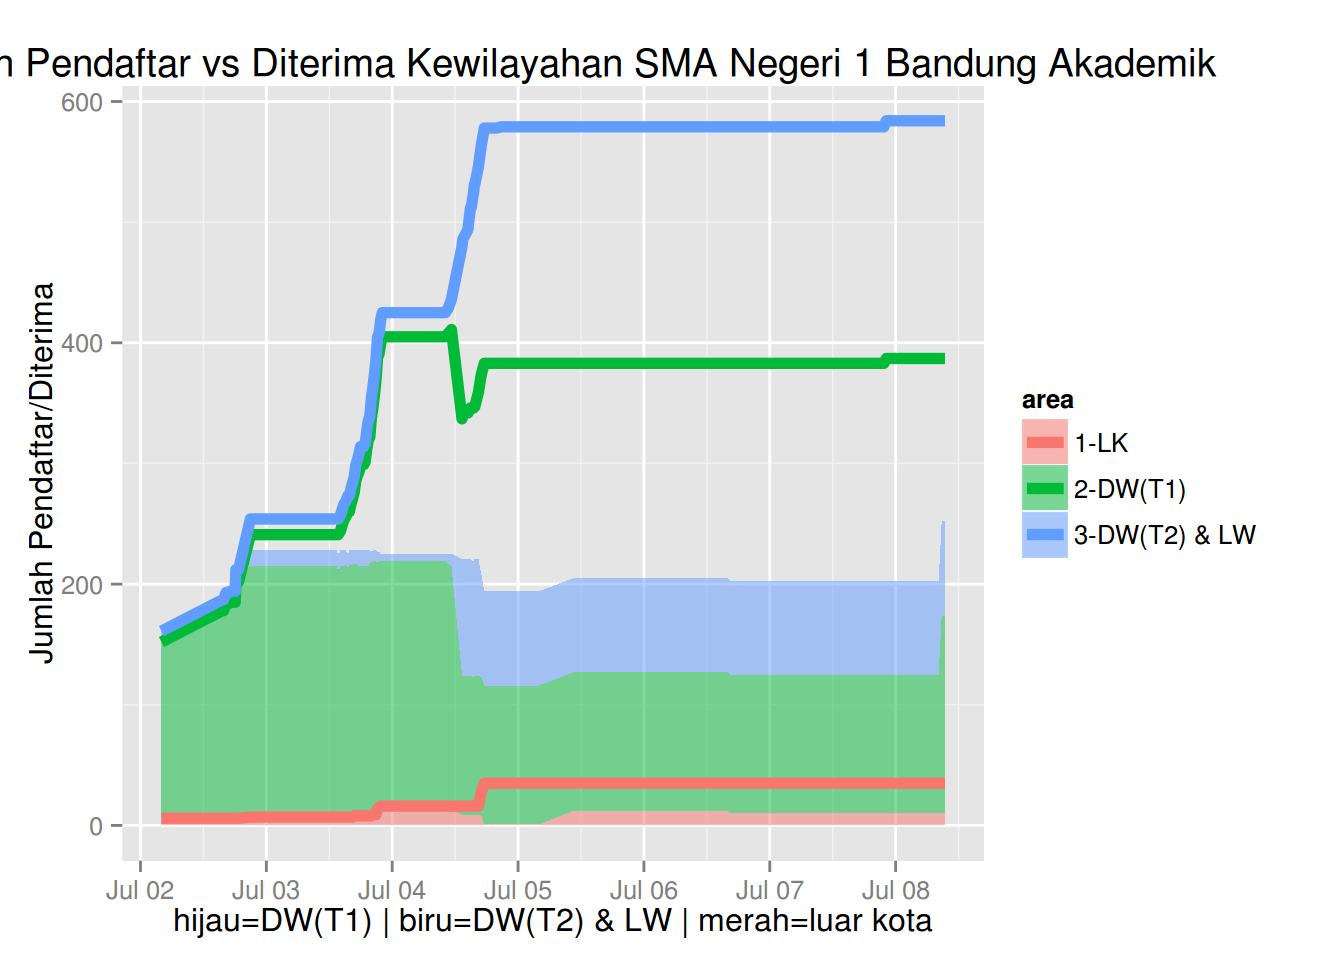 Pendaftar vs Diterima Kewilayahan SMA Negeri 1 Bandung Akademik
Jumlah Pendaftar/Diterima
600
400
200
0
Jul 02 Jul 03 Jul 04 Jul 05 Jul 06 Jul 07 Jul 08
hijau=DW(T1) | biru=DW(T2) & LW | merah=luar kota
area
1-LK
2-DW(T1)
3-DW(T2) & LW